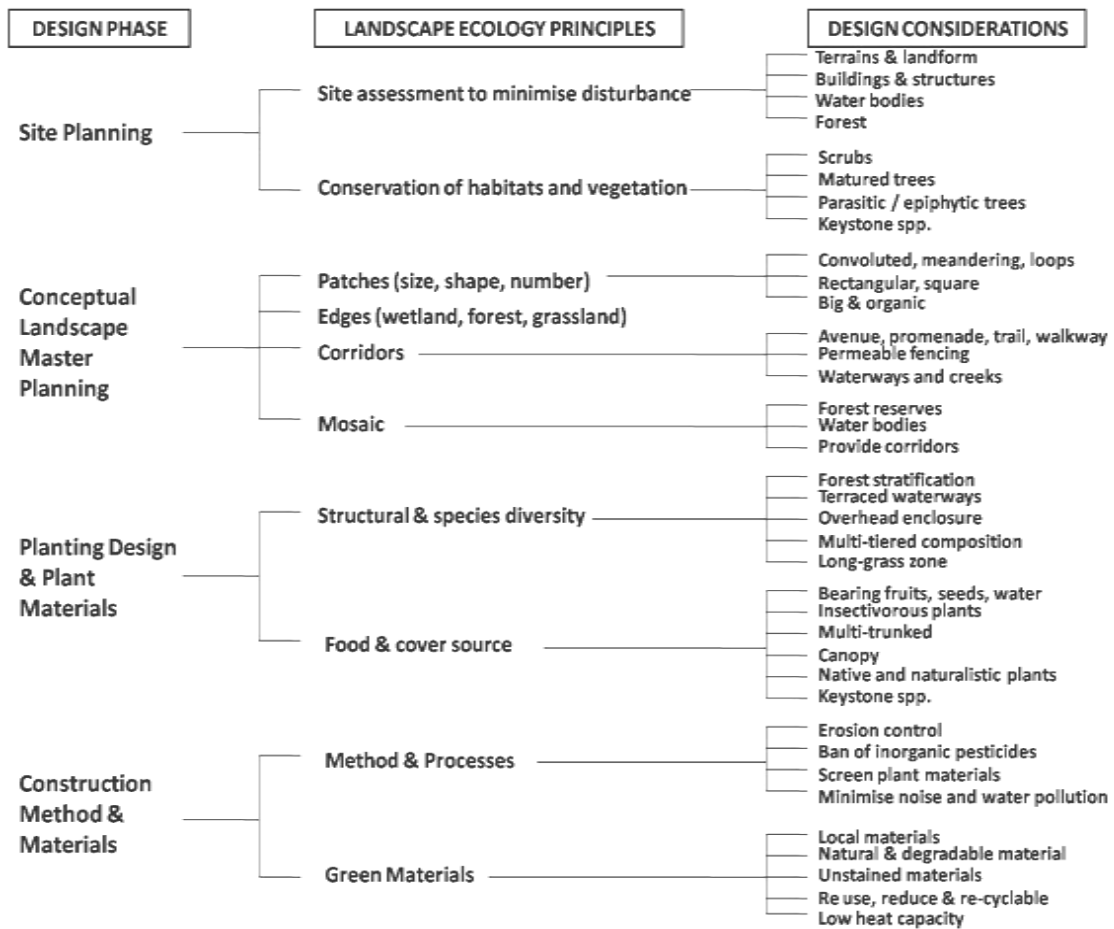 DESIGN PHASE
LANDSCAPE ECOLOGY PRINCIPLES
DESIGN CONSIDERATIONS
Site Planning
Site assessment to minimise disturbance
Terrains & landform
Buildings & structures
Water bodies
Forest
Conservation of habitats and vegetation
Scrubs
Matured trees
Parasitic / epiphytic trees
Keystone spp.
Conceptual
Landscape
Master
Planning
Patches (size, shape, number)
Convoluted, meandering, loops
Rectangular, square
Big & organic
Edges (wetland, forest, grassland)
Corridors
Avenue, promenade, trail, walkway
Permeable fencing
Waterways and creeks
Mosaic
Forest reserves
Water bodies
Provide corridors
Planting Design
& Plant
Materials
Structural & species diversity
Forest stratification
Terraced waterways
Overhead enclosure
Multi-tiered composition
Long-grass zone
Food & cover source
Bearing fruits, seeds, water
Insectivorous plants
Multi-trunked
Canopy
Native and naturalistic plants
Keystone spp.
Construction
Method &
Materials
Method & Processes
Erosion control
Ban of inorganic pesticides
Screen plant materials
Minimise noise and water pollution
Green Materials
Local materials
Natural & degradable material
Unstained materials
Re use, reduce & re-cyclable
Low heat capacity